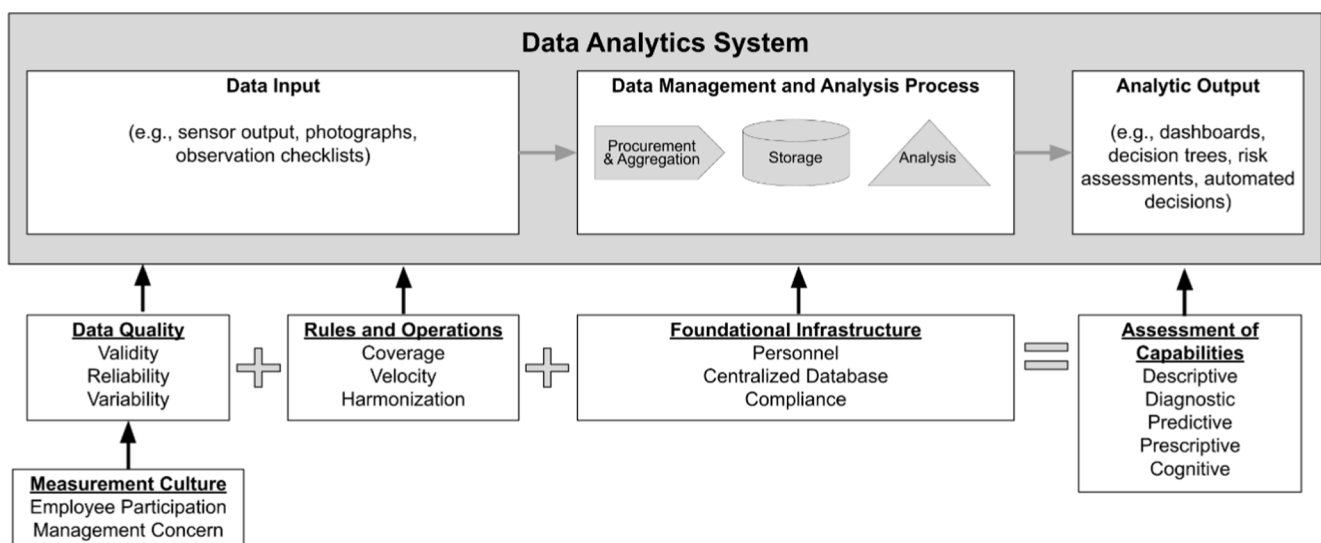 Data Analytics System
Data Input
(e.g., sensor output, photographs,
observation checklists)
Data Management and Analysis Process
Procurement
& Aggregation
Storage
Analysis
Analytic Output
(e.g., dashboards,
decision trees, risk
assessments, automated
decisions)
Data Quality
Validity
Reliability
Variability
Rules and Operations
Coverage
Velocity
Harmonization
Foundational Infrastructure
Personnel
Centralized Database
Compliance
Assessment of
Capabilities
Descriptive
Diagnostic
Predictive
Prescriptive
Cognitive
Measurement Culture
Employee Participation
Management Concern